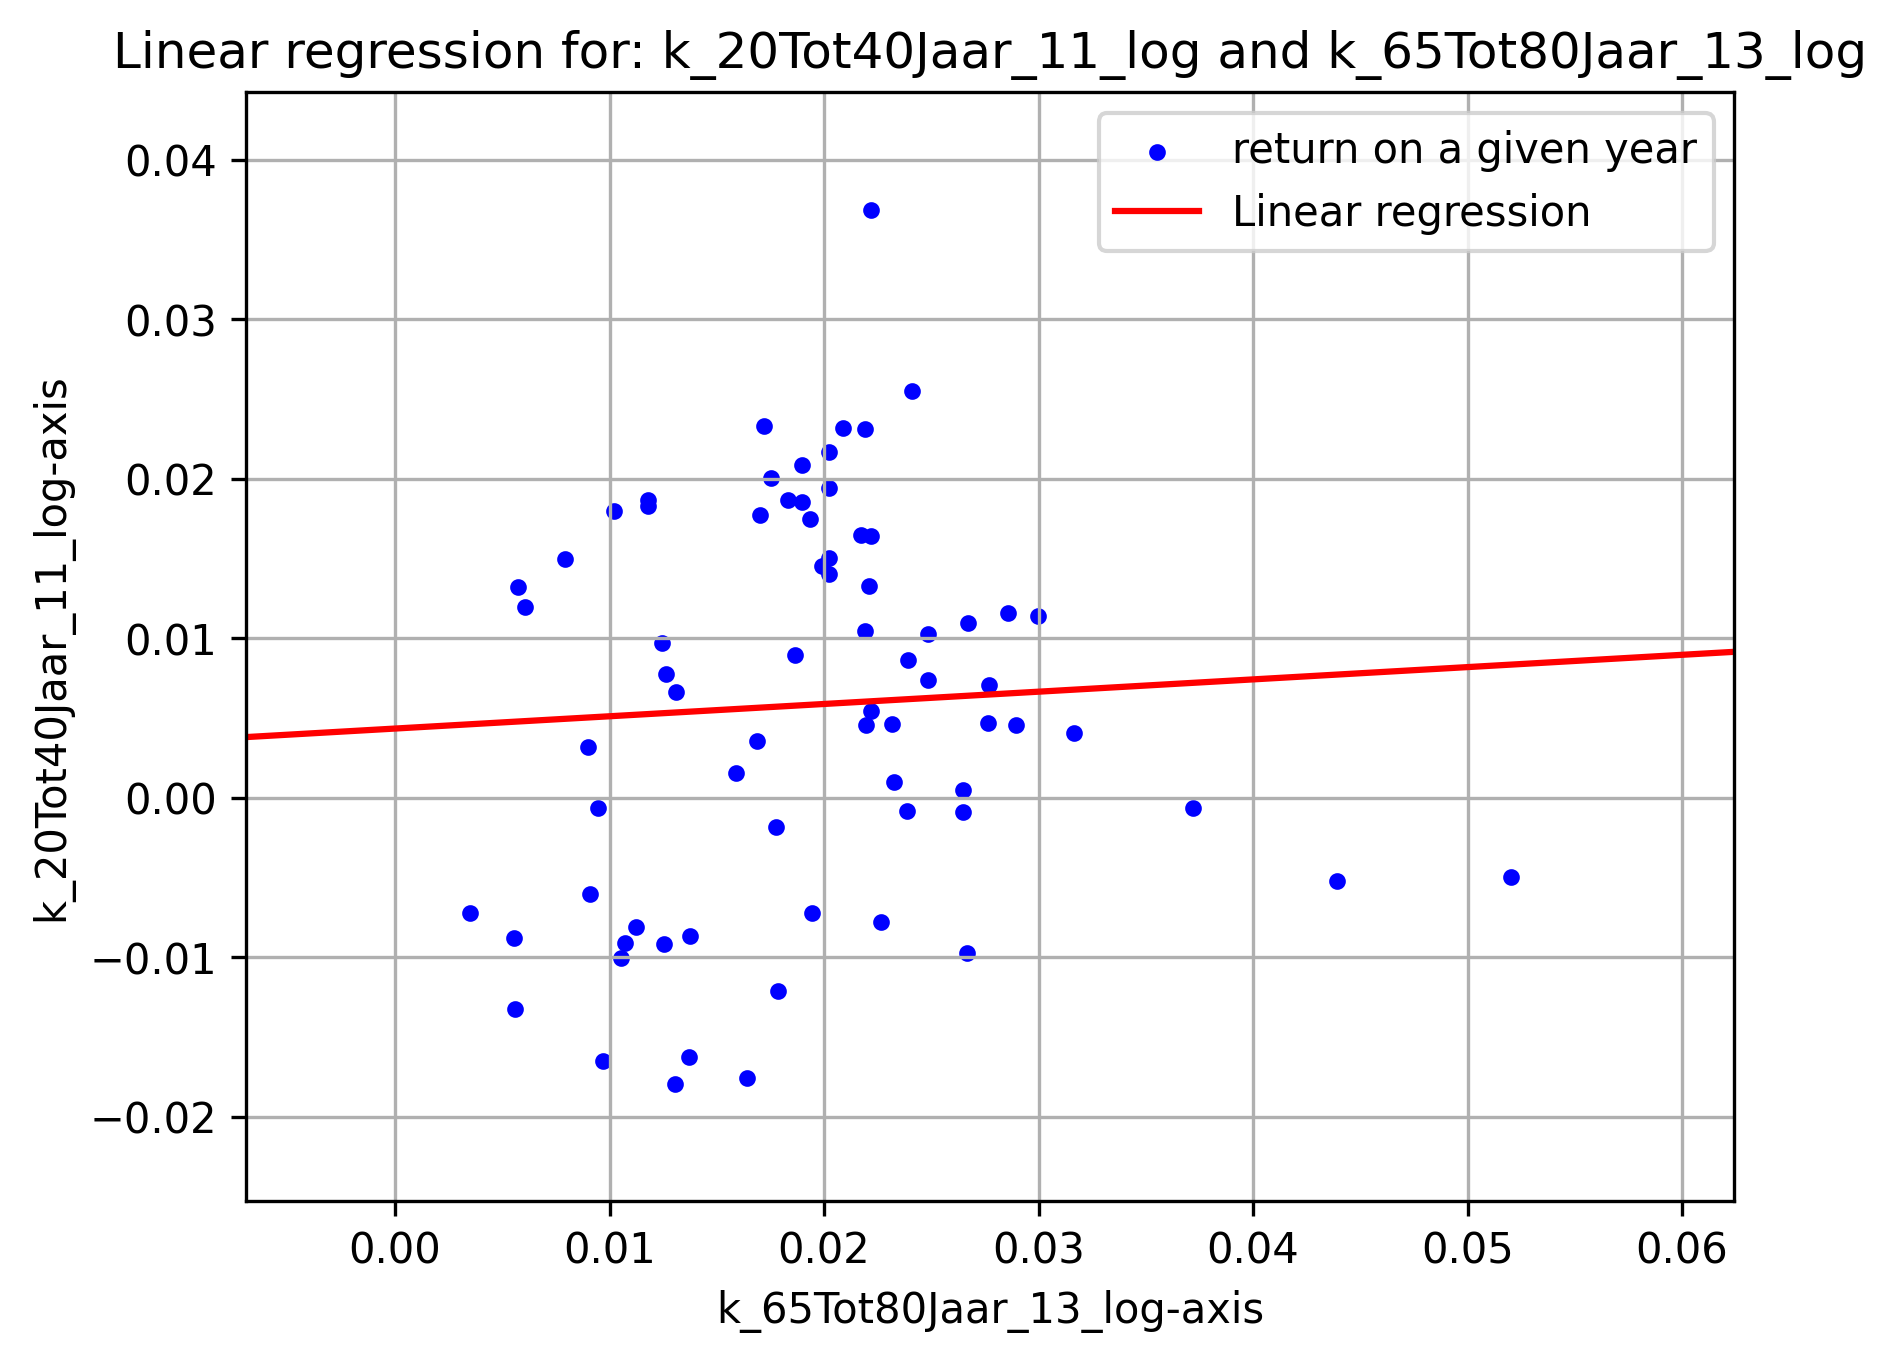 Linear regression for: k_20Tot40Jaar_11_log and k_65Tot80Jaar_13_log
return on a given year
Linear regression
k_20Tot40Jaar_11_log-axis
0.04
0.03
0.02
0.01
0.00
−0.01
−0.02
0.00 0.01 0.02 0.03 0.04 0.05 0.06
k_65Tot80Jaar_13_log-axis